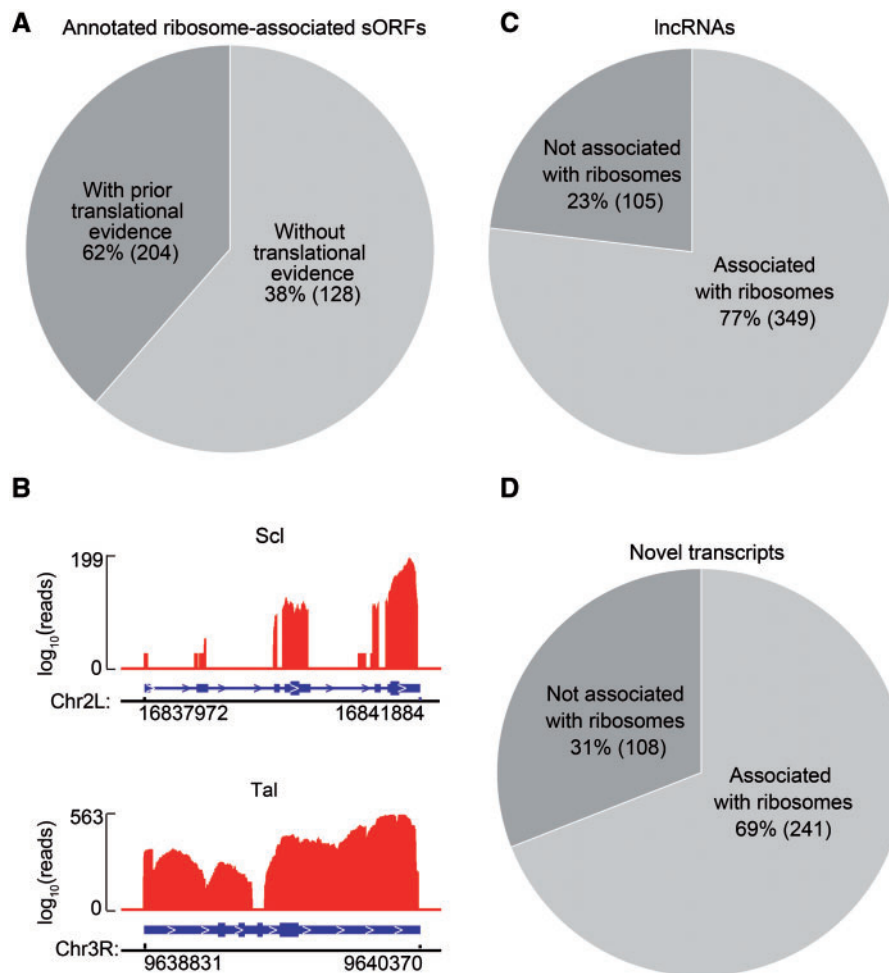 A
Annotated ribosome-associated sORFs
With prior
translational
evidence
62% (204)
Without
translational
evidence
38% (128)
B
Scl
199
log10(reads)
0
Chr2L:
16837972
16841884
Tal
563
log10(reads)
0
Chr3R:
9638831
9640370
C
lncRNAs
Not associated
with ribosomes
23% (105)
Associated
with ribosomes
77% (349)
D
Novel transcripts
Not associated
with ribosomes
31% (108)
Associated
with ribosomes
69% (241)